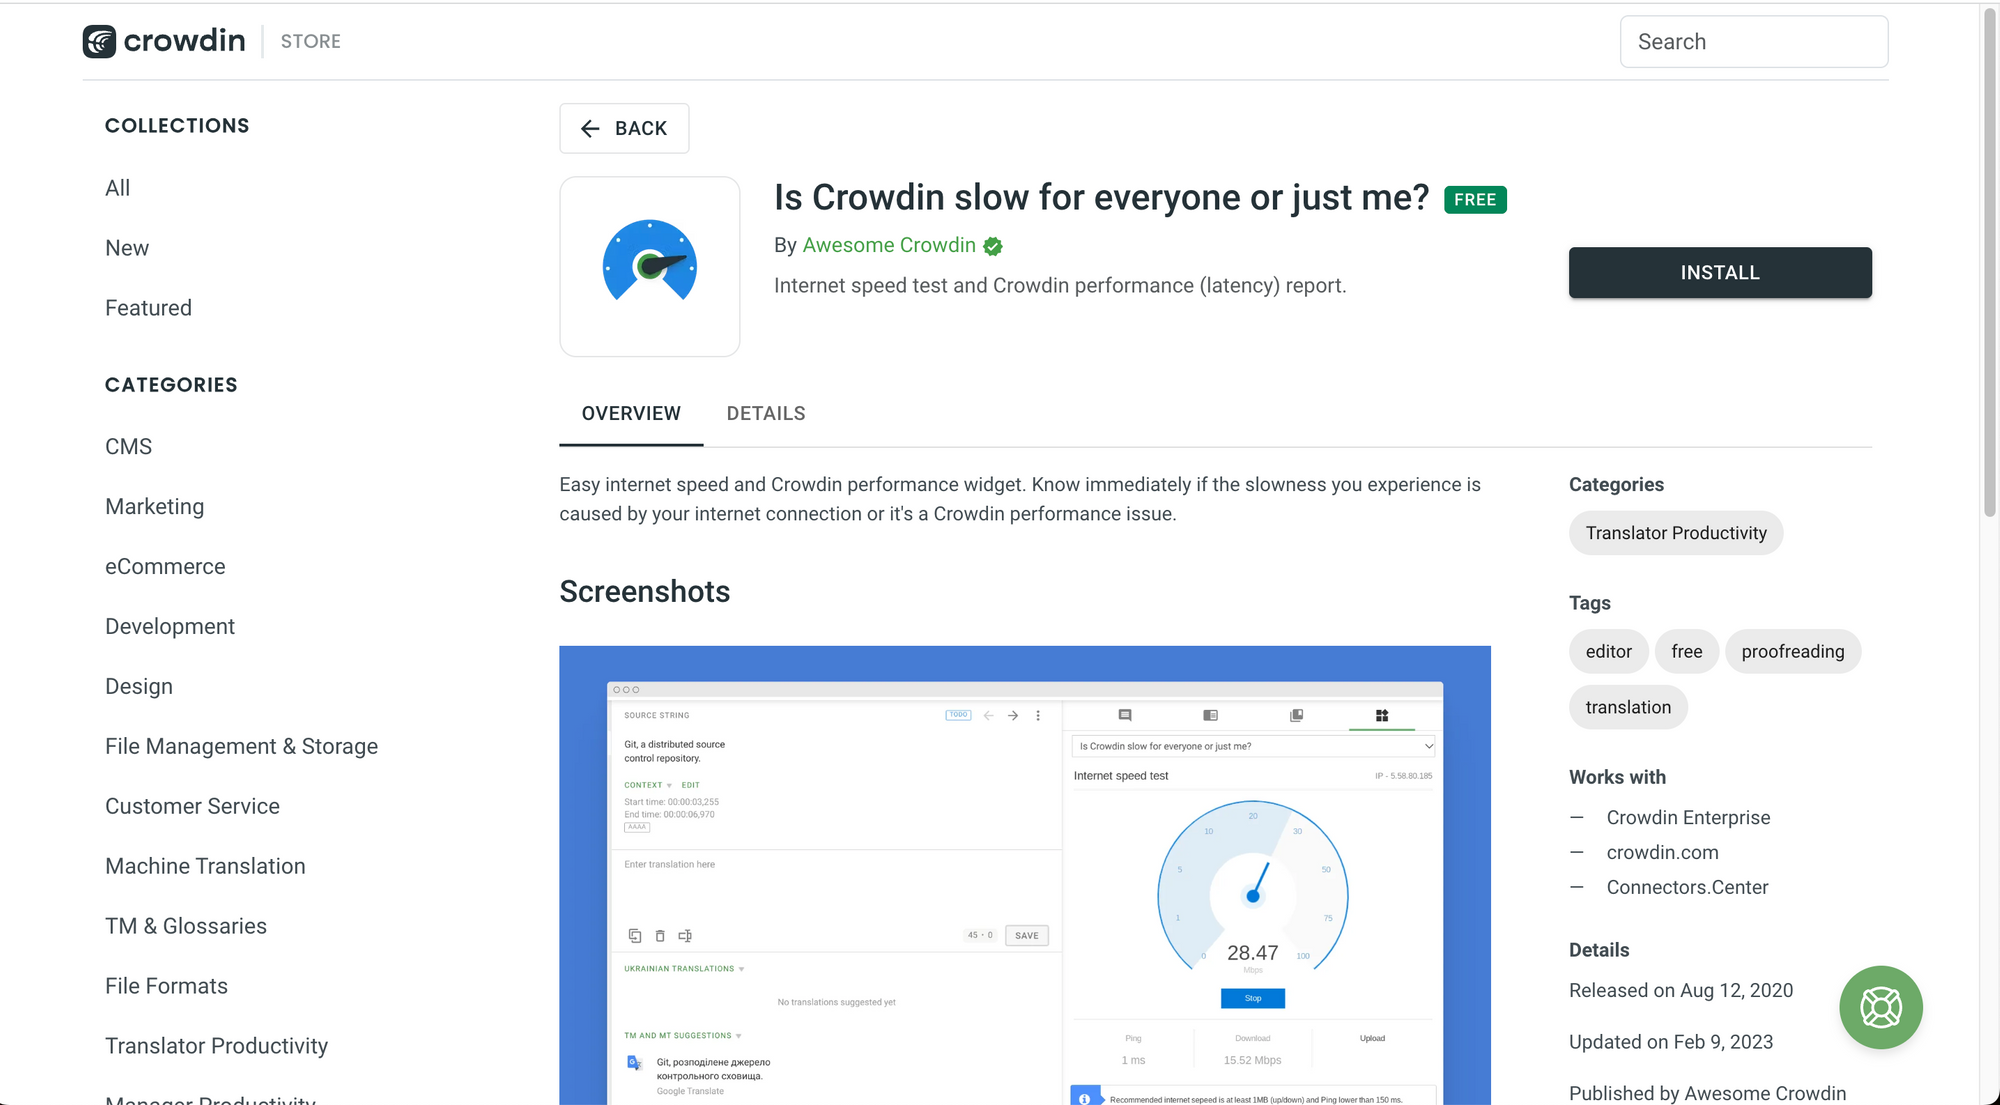 crowdin
STORE
Search
COLLECTIONS
All
New
Featured
CATEGORIES
CMS
Marketing
eCommerce
Development
Design
File Management & Storage
Customer Service
Machine Translation
TM & Glossaries
File Formats
Translator Productivity
Manager Productivity
BACK
Is Crowdin slow for everyone or just me?
FREE
By Awesome Crowdin
Internet speed test and Crowdin performance (latency) report.
INSTALL
OVERVIEW
DETAILS
Easy internet speed and Crowdin performance widget. Know immediately if the slowness you experience is
caused by your internet connection or it's a Crowdin performance issue.
Screenshots
SOURCE STRING
TODO
Git, a distributed source
control repository.
CONTEXT
EDIT
Start time: 00:00:03,255
End time: 00:00:06,970
AAAA
Enter translation here
45 • 0
SAVE
UKRAINIAN TRANSLATIONS
No translations suggested yet
TM AND MT SUGGESTIONS
Git, розподілене джерело
контрольного сховища.
Google Translate
Is Crowdin slow for everyone or just me?
Internet speed test
IP - 5.58.80.185
0
1
5
10
20
30
50
75
100
28.47
Mbps
Stop
Ping
Download
Upload
1 ms
15.52 Mbps
Recommended internet sepeed is at least 1MB (up/down) and Ping lower than 150 ms.
Categories
Translator Productivity
Tags
editor
free
proofreading
translation
Works with
— Crowdin Enterprise
— crowdin.com
— Connectors.Center
Details
Released on Aug 12, 2020
Updated on Feb 9, 2023
Published by Awesome Crowdin